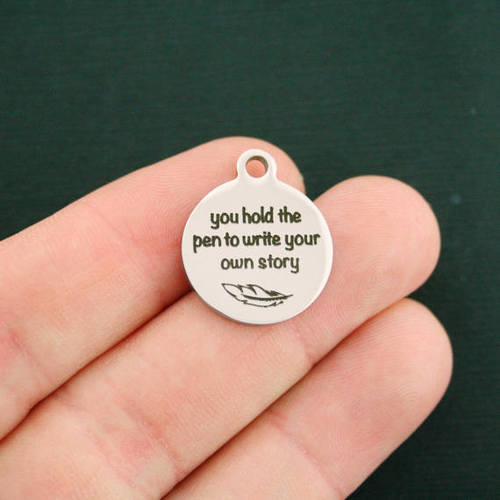 you hold the
pen to write your
own story